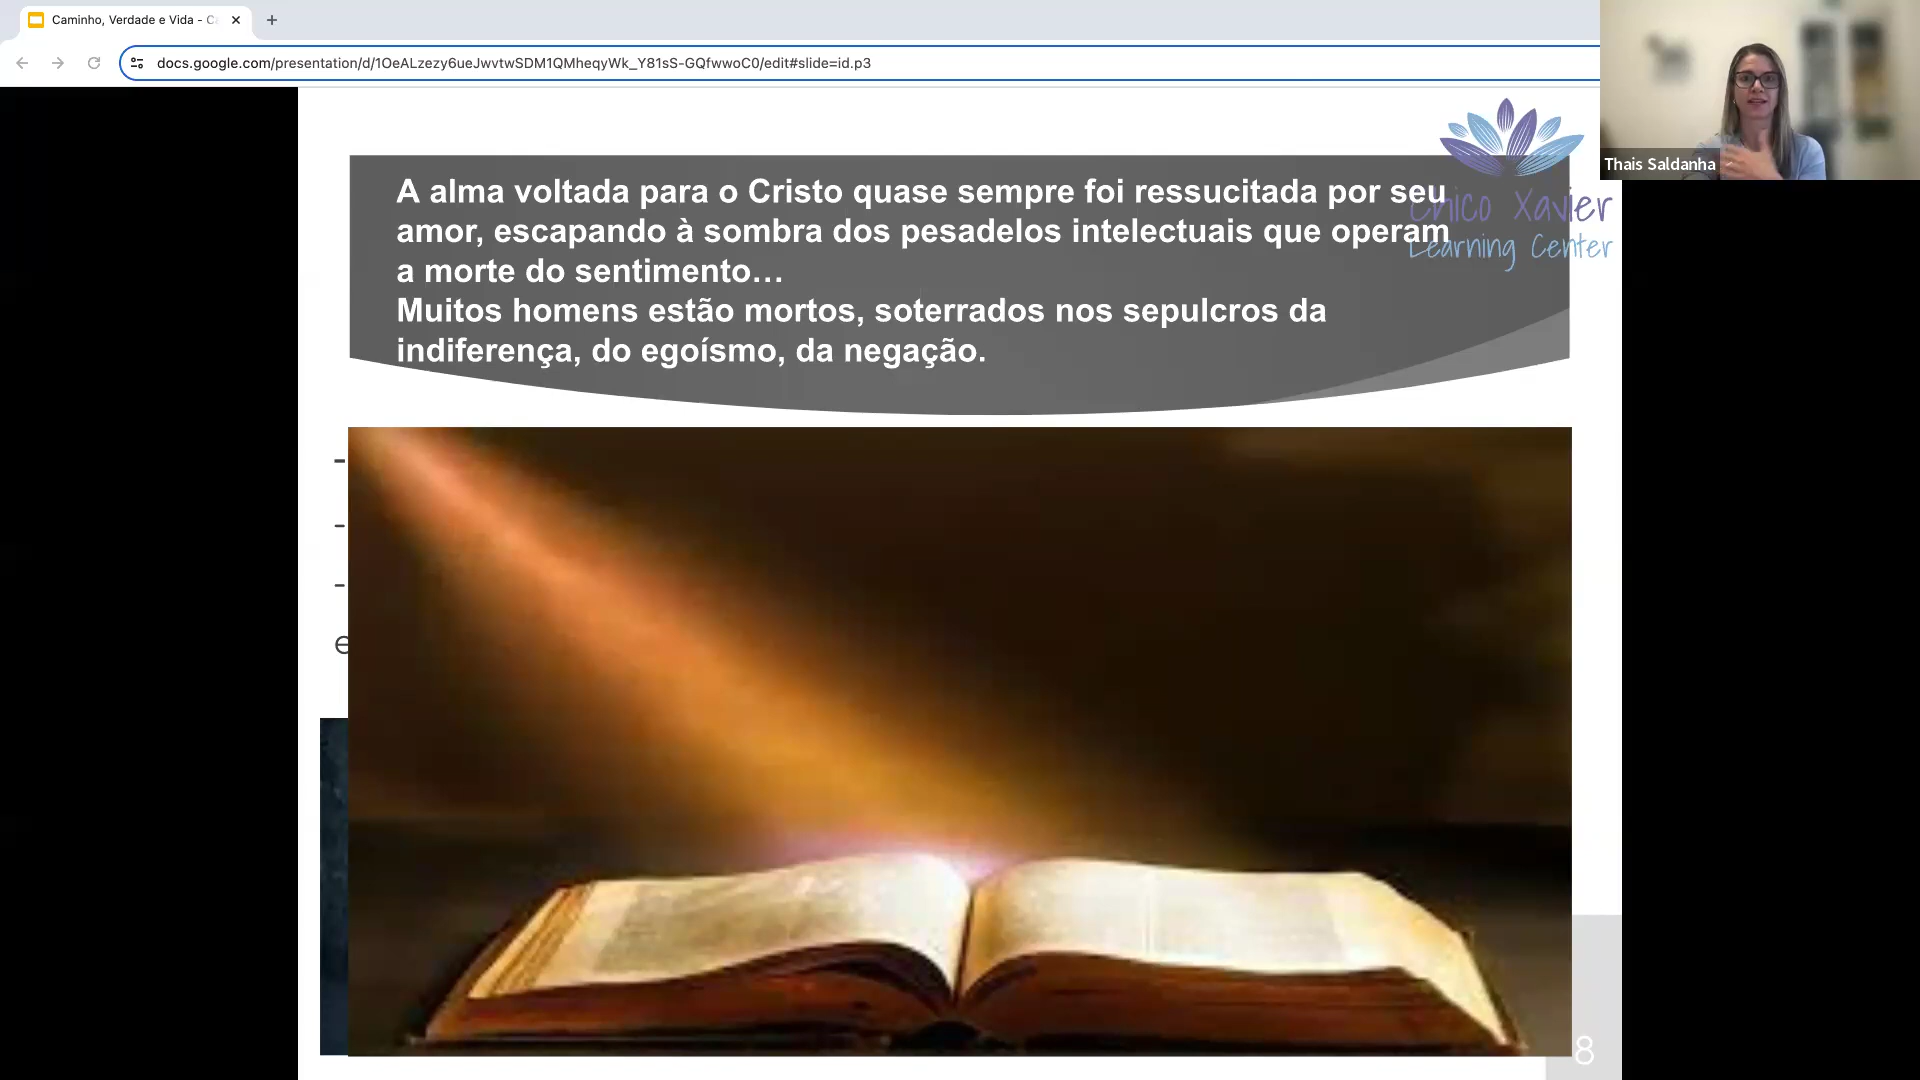 Caminho, Verdade e Vida - C
docs.google.com/presentation/d/1OeALzezy6ueJwvtwSDM1QMheqyWk_Y81sS-GQfwwoC0/edit#slide=id.p3
Thais Saldanha
Chico Xavier
Learning Center
A alma voltada para o Cristo quase sempre foi ressucitada por seu
amor, escapando à sombra dos pesadelos intelectuais que operam
a morte do sentimento…
Muitos homens estão mortos, soterrados nos sepulcros da
indiferença, do egoísmo, da negação.
-
-
-
e
8